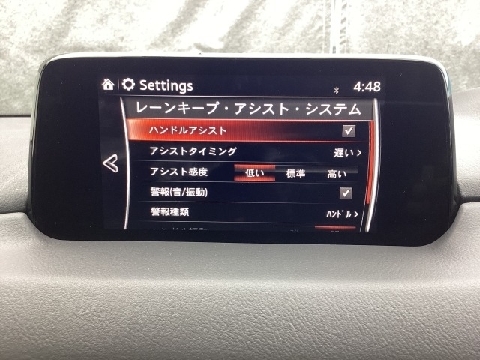 Settings
4:48
レーンキープ・アシスト・システム
ハンドルアシスト
アシストタイミング 遅い
アシスト感度 低い 標準 高い
警報(音/振動)
警報種類 ハンドル